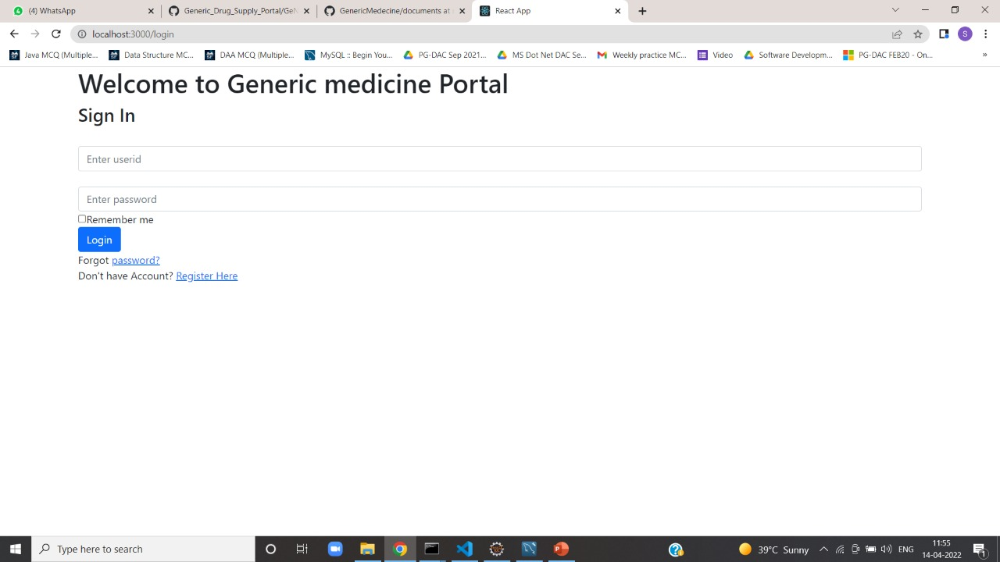 (4) WhatsApp
Generic_Drug_Supply_Portal/GeN
GenericMedecine/documents at
React App
localhost:3000/login
S
Java MCQ (Multiple...
Data Structure MC...
DAA MCQ (Multiple...
MySQL :: Begin You...
PG-DAC Sep 2021...
MS Dot Net DAC Se...
Weekly practice MC...
Video
Software Developm...
PG-DAC FEB20 - On...
»
Welcome to Generic medicine Portal
Sign In
Enter userid
Enter password
Remember me
Login
Forgot password?
Don't have Account? Register Here
Type here to search
39°C Sunny
ENG
11:55
14-04-2022
1